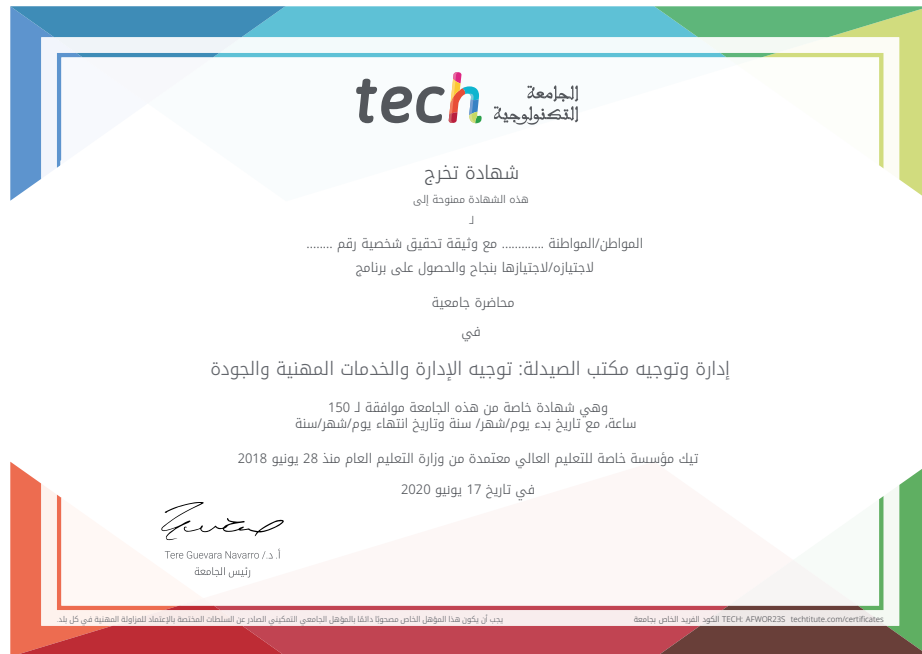 tech الجامعة
التكنولوجية
شهادة تخرج
هذه الشهادة ممنوحة إلى
لـ
المواطن/المواطنة ............ مع وثيقة تحقيق شخصية رقم ........
لاجتيازه/لاجتيازها بنجاح والحصول على برنامج
محاضرة جامعية
في
إدارة وتوجيه مكتب الصيدلة: توجيه الإدارة والخدمات المهنية والجودة
وهي شهادة خاصة من هذه الجامعة موافقة لـ 150
ساعة، مع تاريخ بدء يوم/شهر/ سنة وتاريخ انتهاء يوم/شهر/سنة
تيك مؤسسة خاصة للتعليم العالي معتمدة من وزارة التعليم العام منذ 28 يونيو 2018
في تاريخ 17 يونيو 2020
أ. د./ Tere Guevara Navarro
رئيس الجامعة
يجب أن يكون هذا المؤهل الخاص مصحوبًا دائمًا بالمؤهل الجامعي التمكيني الصادر عن السلطات المختصة بالإعتماد للمزاولة المهنية في كل بلد.
الكود الفريد الخاص بجامعة TECH: AFWOR23S techtitute.com/certificates